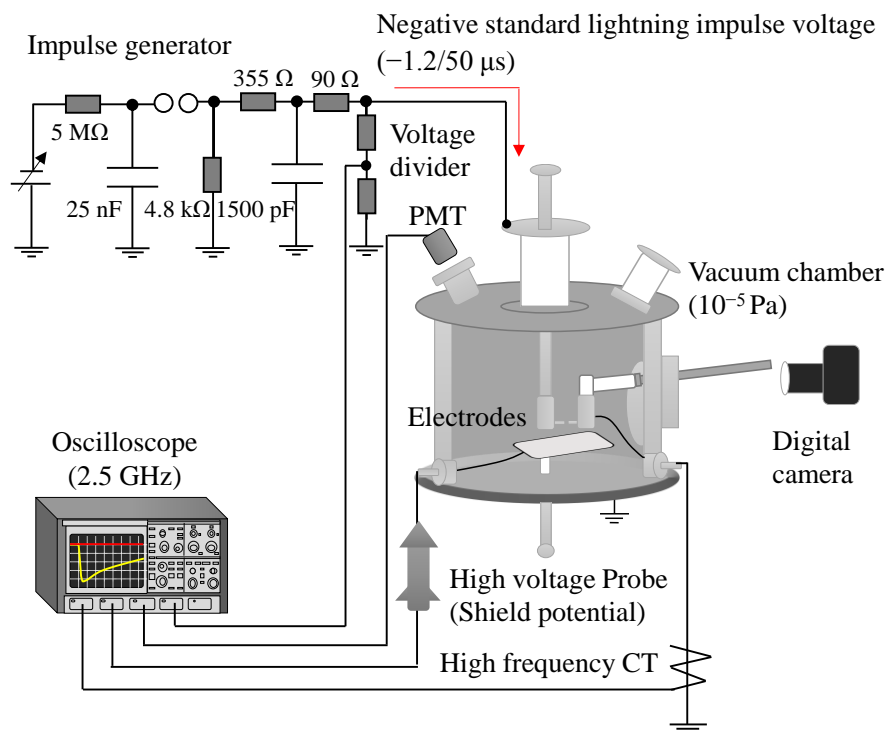 Negative standard lightning impulse voltage
(−1.2/50 μs)
Impulse generator
355 Ω
90 Ω
5 MΩ
Voltage
divider
25 nF
4.8 kΩ
1500 pF
PMT
Vacuum chamber
(10⁻⁵ Pa)
Electrodes
Oscilloscope
(2.5 GHz)
Digital
camera
High voltage Probe
(Shield potential)
High frequency CT